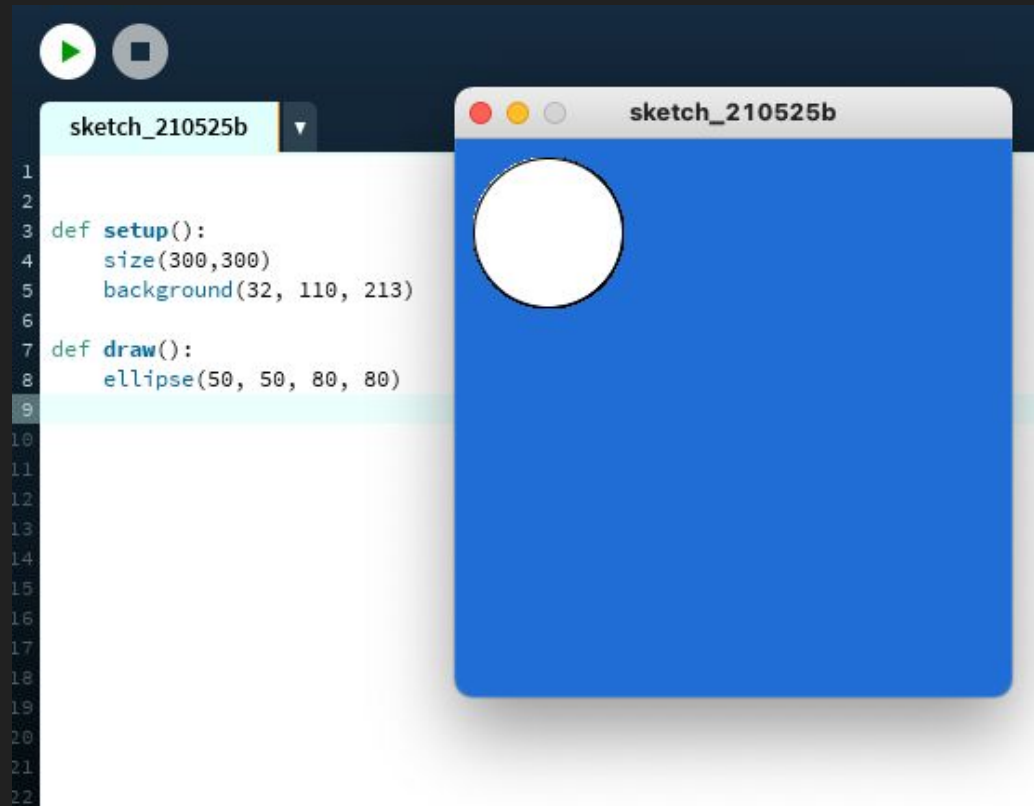 sketch_210525b
sketch_210525b
1
2
3 def setup():
4     size(300,300)
5     background(32, 110, 213)
6
7 def draw():
8     ellipse(50, 50, 80, 80)
9
10
11
12
13
14
15
16
17
18
19
20
21
22